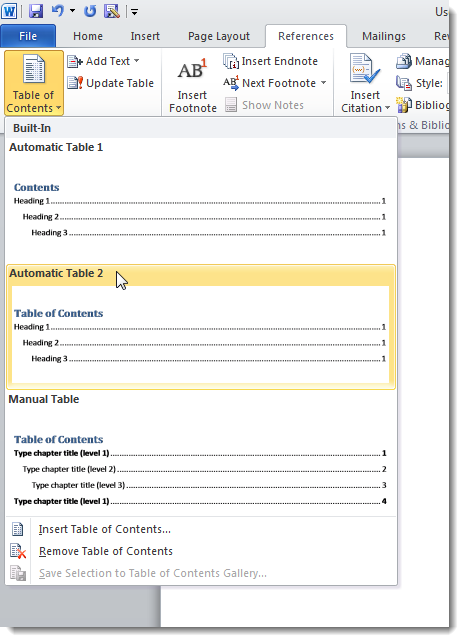 Us
File Home Insert Page Layout References Mailings Re
Table of Contents
Add Text
Update Table
AB1
Insert Footnote
Insert Endnote
AB1 Next Footnote
Show Notes
Insert Citation
Manag
Style:
Bibliog
ns & Biblio
Built-In
Automatic Table 1
Contents
Heading 1 1
Heading 2 1
Heading 3 1
Automatic Table 2
Table of Contents
Heading 1 1
Heading 2 1
Heading 3 1
Manual Table
Table of Contents
Type chapter title (level 1) 1
Type chapter title (level 2) 2
Type chapter title (level 3) 3
Type chapter title (level 1) 4
Insert Table of Contents...
Remove Table of Contents
Save Selection to Table of Contents Gallery...